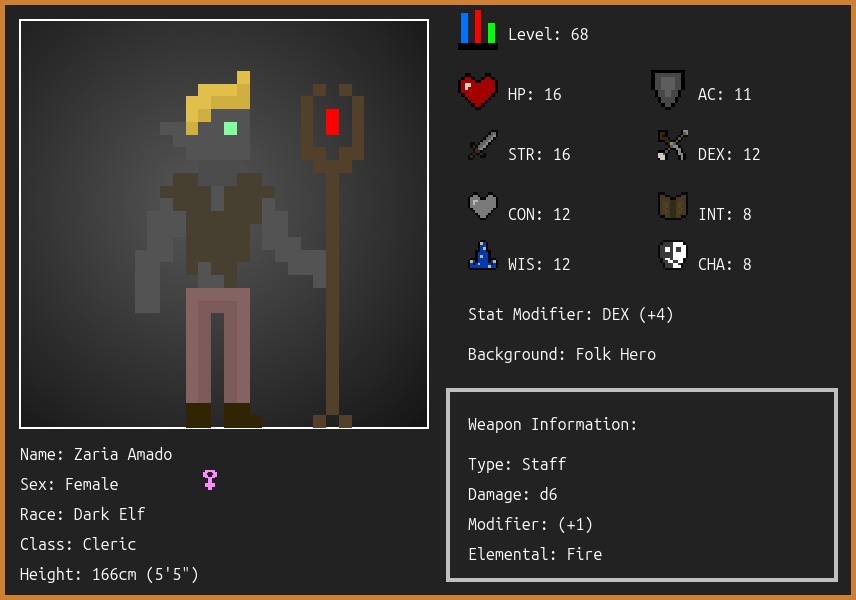 Level: 68
HP: 16
AC: 11
STR: 16
DEX: 12
CON: 12
INT: 8
WIS: 12
CHA: 8
Stat Modifier: DEX (+4)
Background: Folk Hero
Weapon Information:
Type: Staff
Damage: d6
Modifier: (+1)
Elemental: Fire
Name: Zaria Amado
Sex: Female
Race: Dark Elf
Class: Cleric
Height: 166cm (5'5")